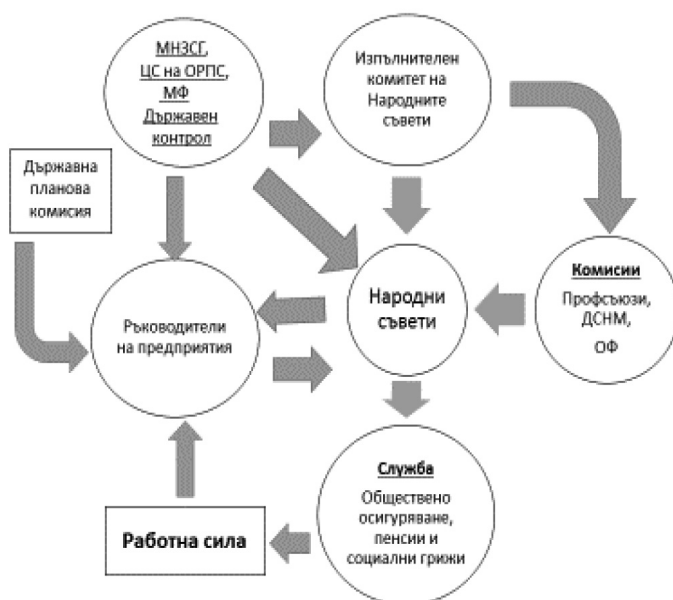 МНЗСГ,
ЦС на ОРПС,
МФ
Държавен
контрол
Изпълнителен
комитет на
Народните
съвети
Държавна
планова
комисия
Ръководители
на предприятия
Народни
съвети
Комисии
Профсъюзи,
ДСНМ,
ОФ
Служба
Обществено
осигуряване,
пенсии и
социални грижи
Работна сила